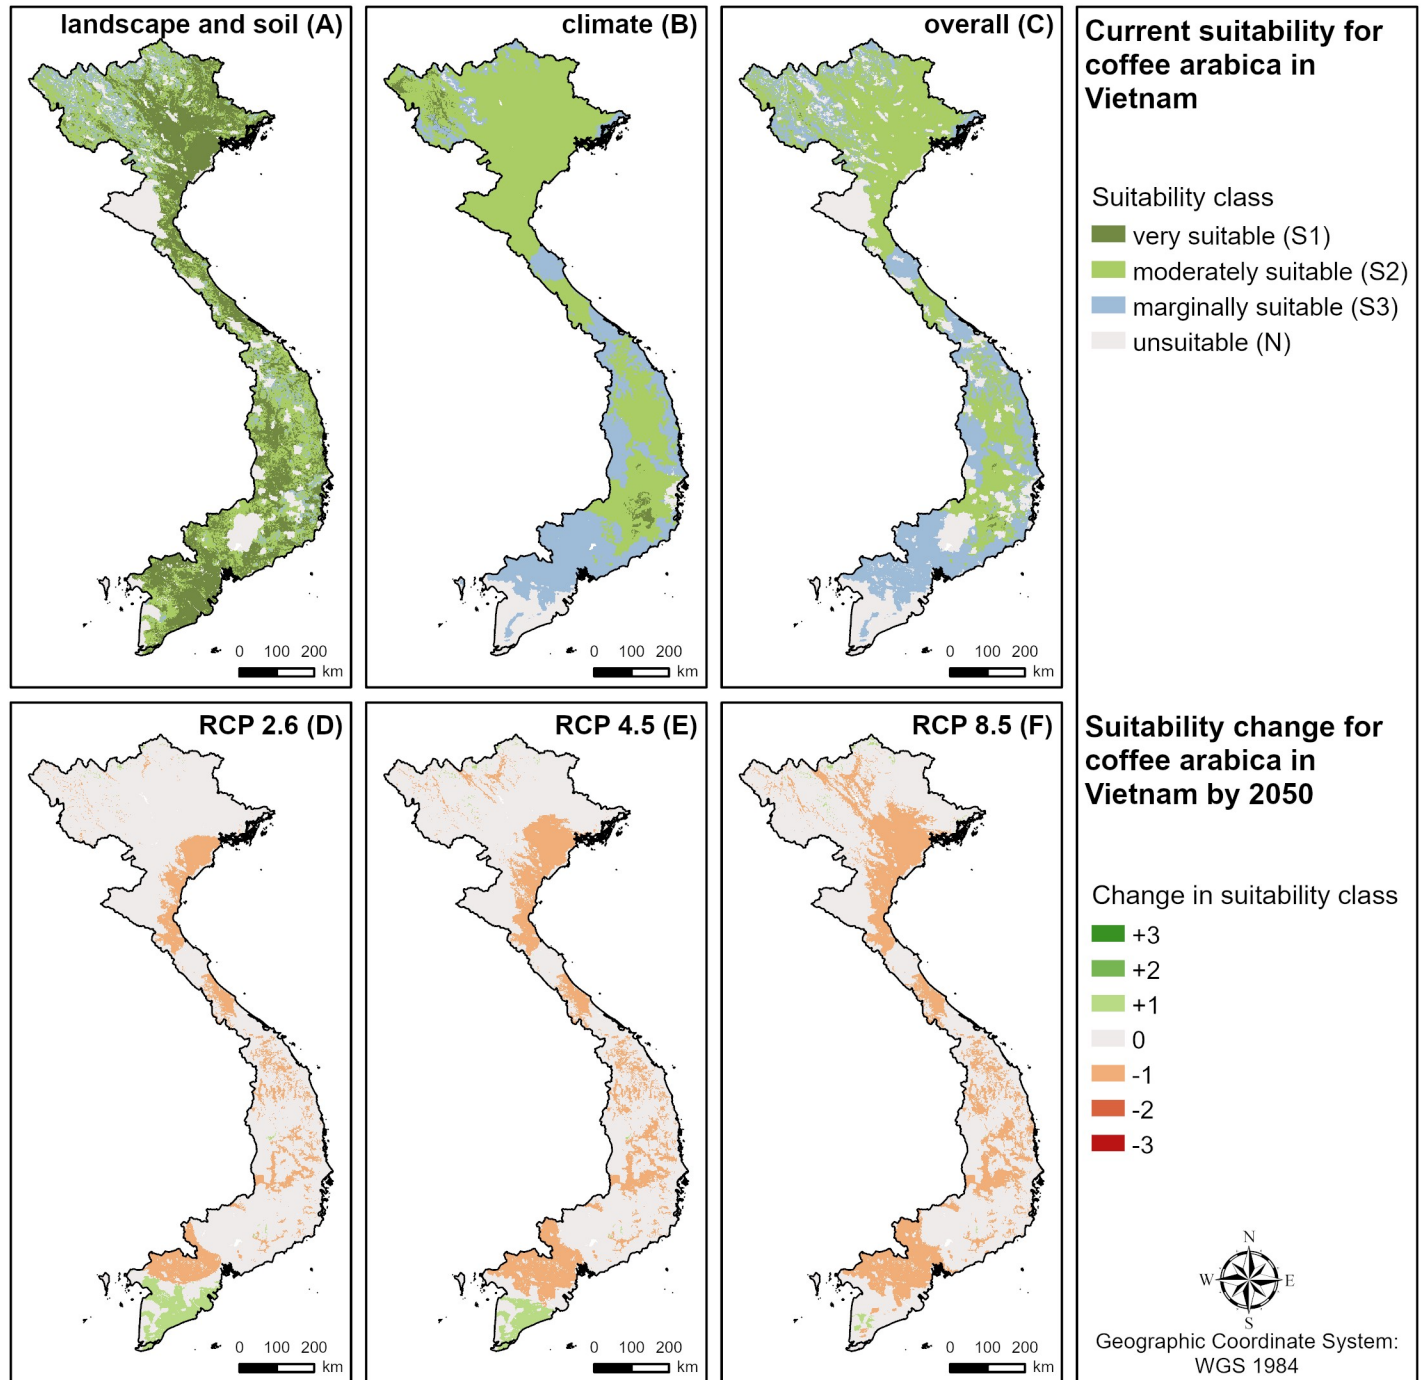 landscape and soil (A)
climate (B)
overall (C)
Current suitability for
coffee arabica in
Vietnam
Suitability class
very suitable (S1)
moderately suitable (S2)
marginally suitable (S3)
unsuitable (N)
0 100 200
km
0 100 200
km
0 100 200
km
RCP 2.6 (D)
RCP 4.5 (E)
RCP 8.5 (F)
Suitability change for
coffee arabica in
Vietnam by 2050
Change in suitability class
+3
+2
+1
0
-1
-2
-3
0 100 200
km
0 100 200
km
0 100 200
km
N
W E
S
Geographic Coordinate System:
WGS 1984